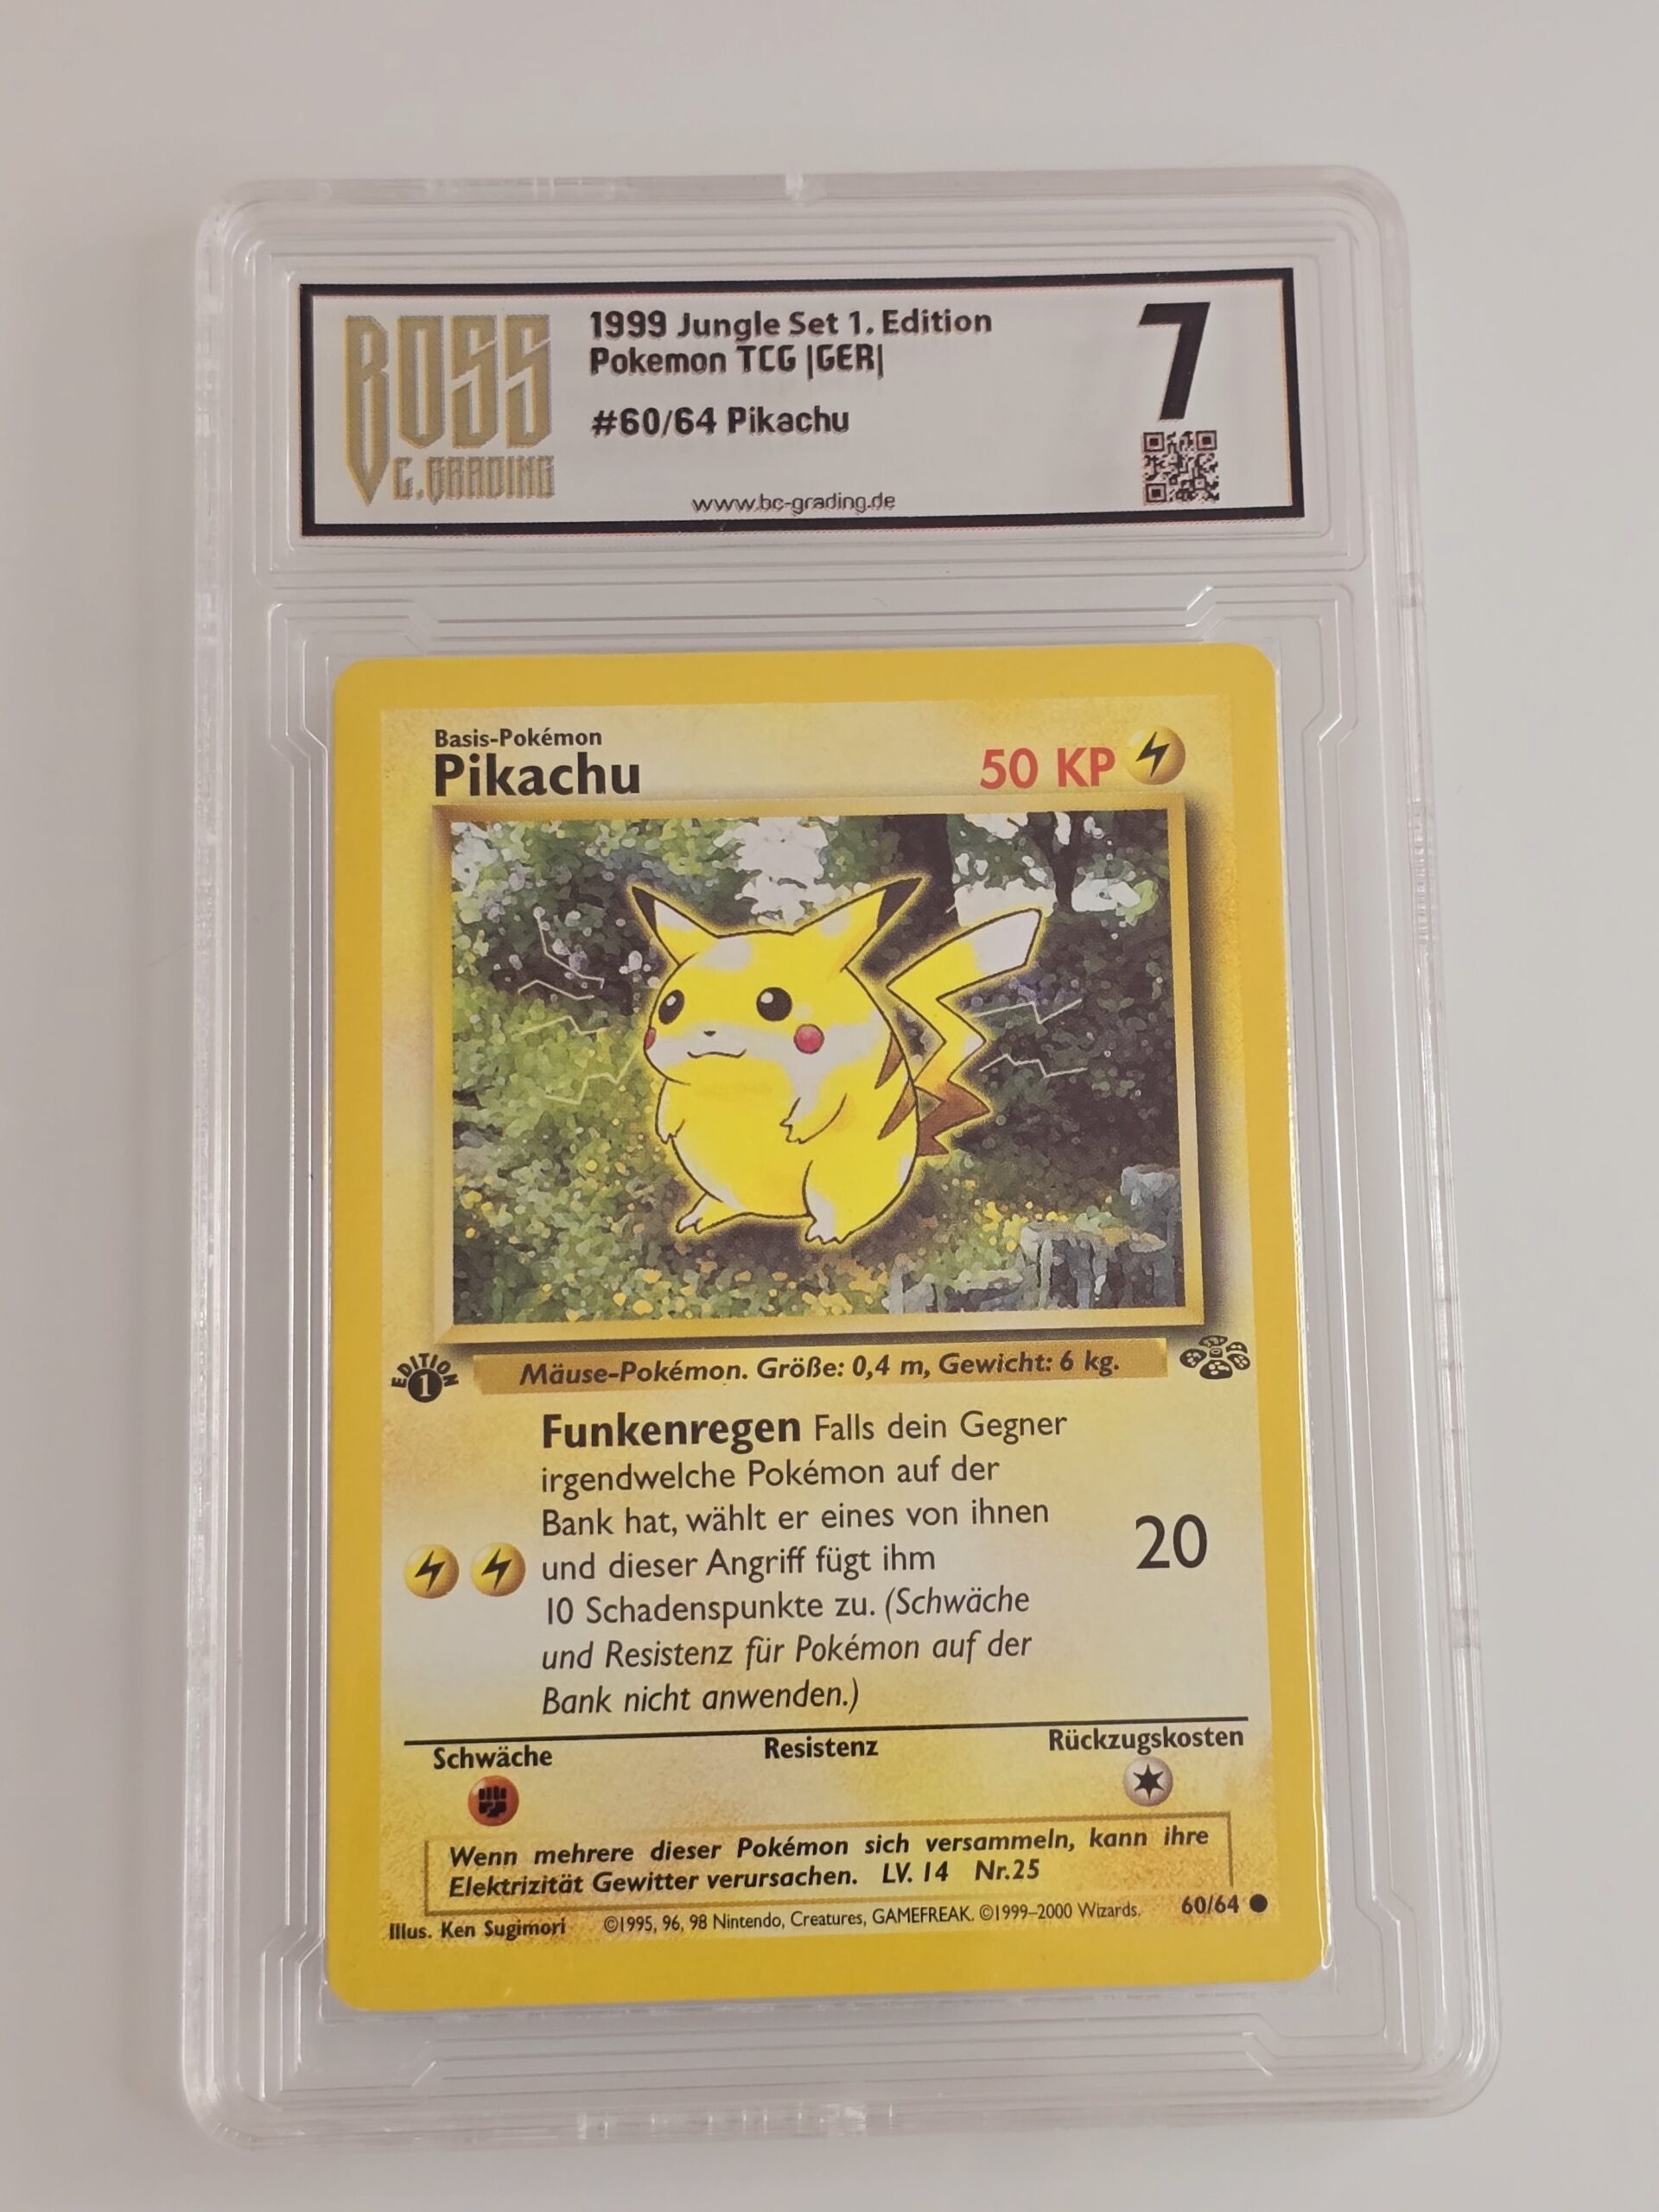 BOSS
C.GRADING
1999 Jungle Set 1. Edition
Pokemon TCG |GER|
#60/64 Pikachu
www.bc-grading.de
7
Basis-Pokémon
Pikachu
50 KP
EDITION
1
Mäuse-Pokémon. Größe: 0,4 m, Gewicht: 6 kg.
Funkenregen Falls dein Gegner
irgendwelche Pokémon auf der
Bank hat, wählt er eines von ihnen
und dieser Angriff fügt ihm
10 Schadenspunkte zu. (Schwäche
und Resistenz für Pokémon auf der
Bank nicht anwenden.)
20
Schwäche
Resistenz
Rückzugskosten
Wenn mehrere dieser Pokémon sich versammeln, kann ihre
Elektrizität Gewitter verursachen. LV. 14 Nr.25
Illus. Ken Sugimori
©1995, 96, 98 Nintendo, Creatures, GAMEFREAK. ©1999–2000 Wizards.
60/64